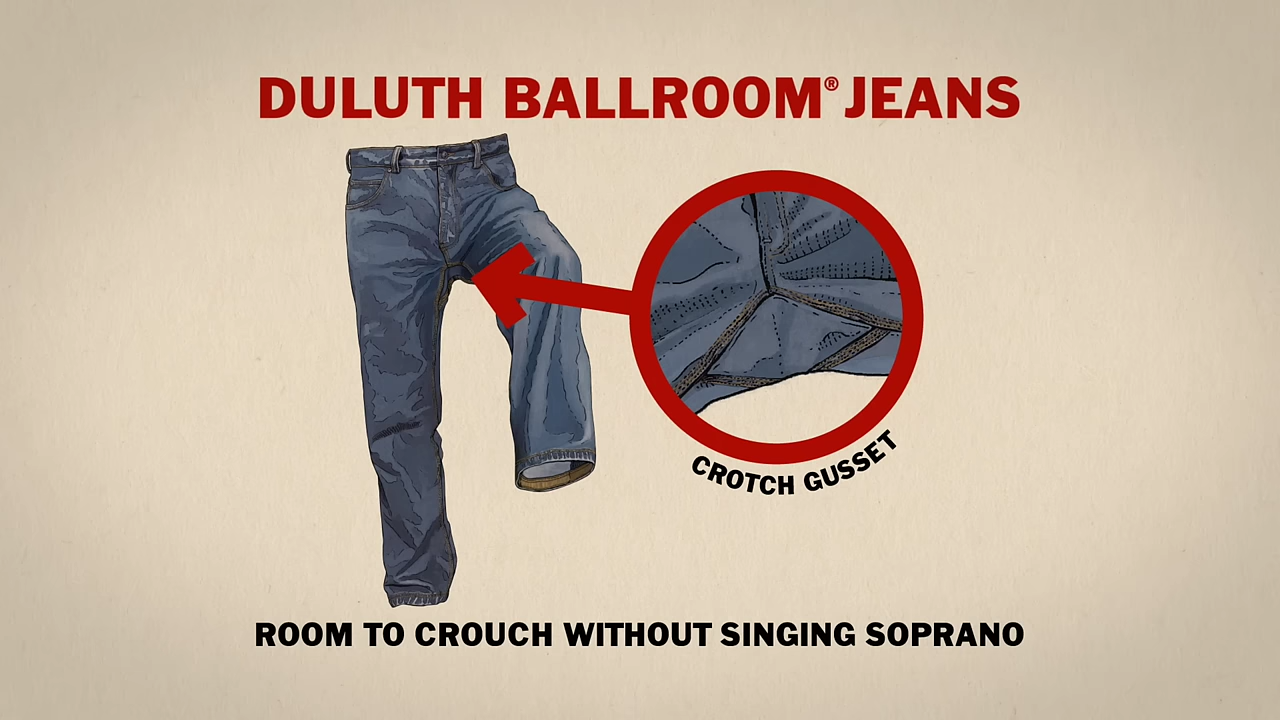 DULUTH BALLROOM® JEANS
CROTCH GUSSET
ROOM TO CROUCH WITHOUT SINGING SOPRANO